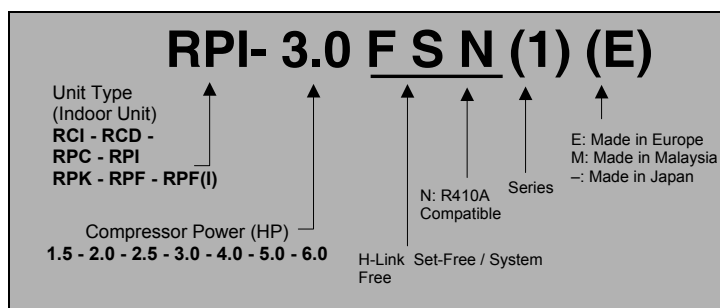 RPI- 3.0 F S N (1) (E)
Unit Type
(Indoor Unit)
RCI - RCD -
RPC - RPI
RPK - RPF - RPF(I)
Compressor Power (HP)
1.5 - 2.0 - 2.5 - 3.0 - 4.0 - 5.0 - 6.0
H-Link Set-Free / System
Free
N: R410A
Compatible
Series
E: Made in Europe
M: Made in Malaysia
–: Made in Japan